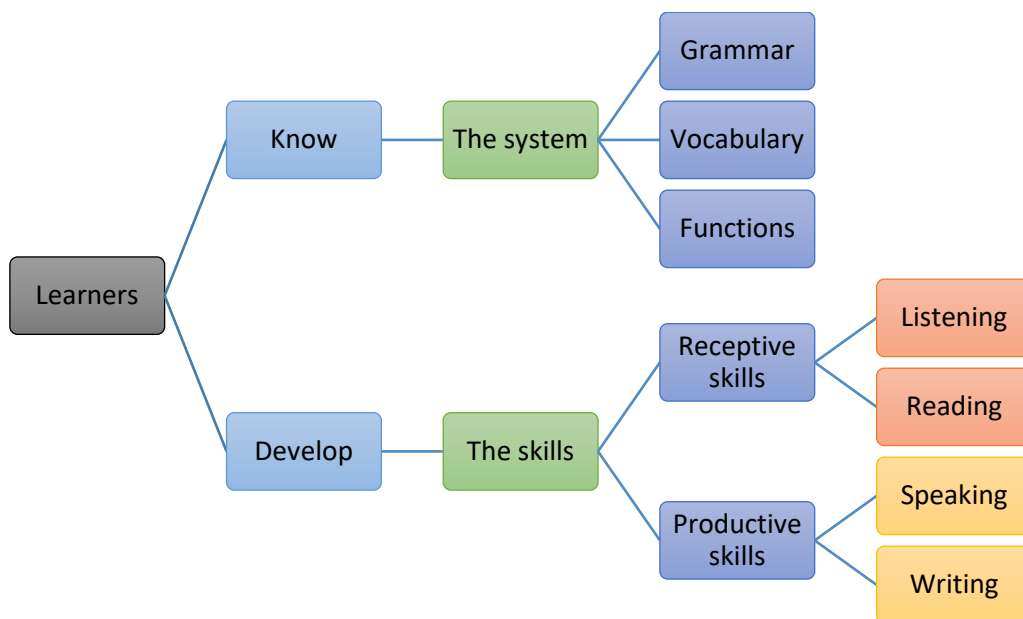 Learners
Know
The system
Grammar
Vocabulary
Functions
Develop
The skills
Receptive
skills
Listening
Reading
Productive
skills
Speaking
Writing